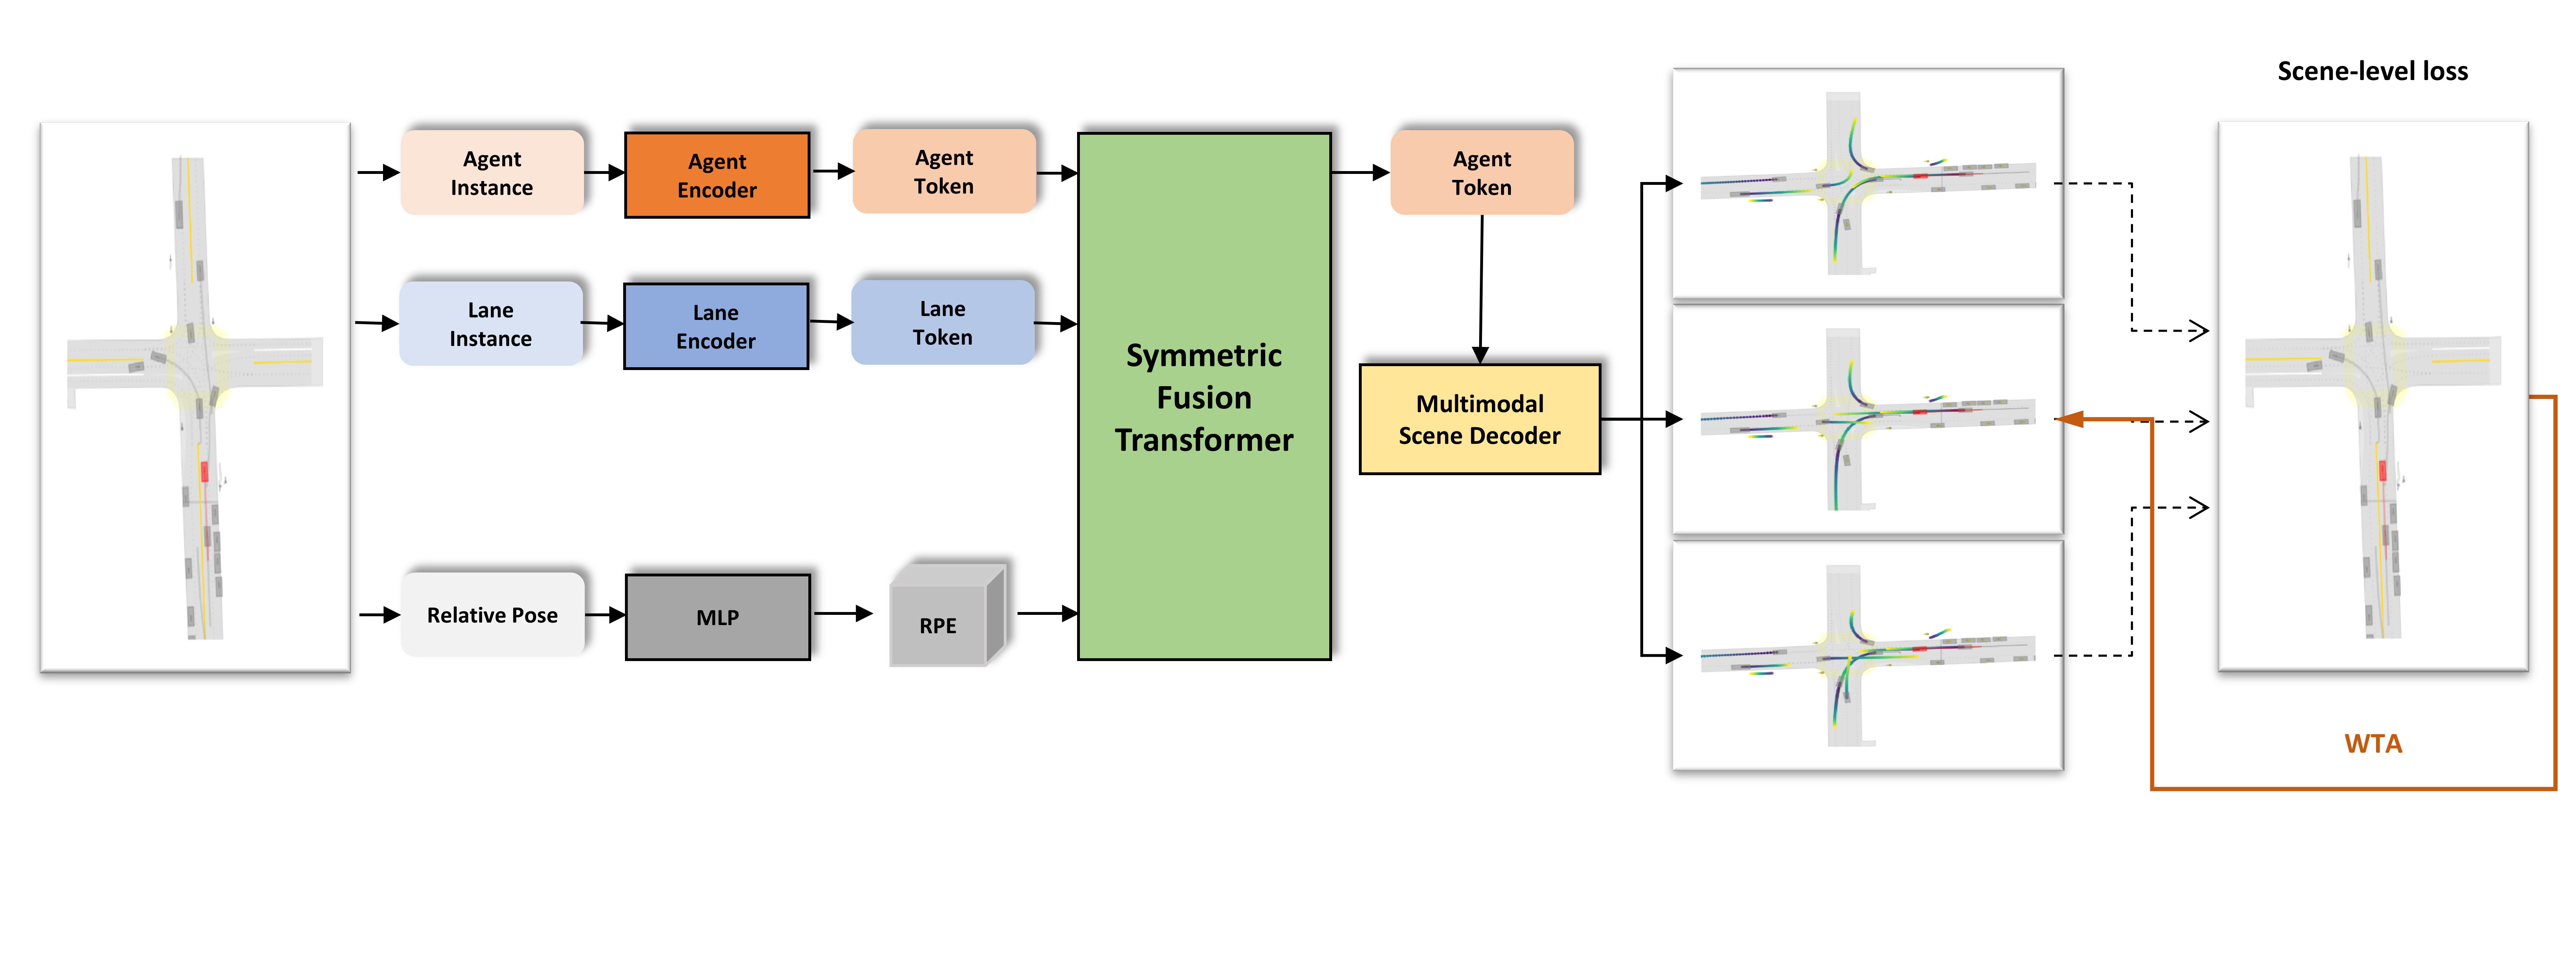 Scene-level loss
Agent
Instance
Agent
Encoder
Agent
Token
Agent
Token
Lane
Instance
Lane
Encoder
Lane
Token
Symmetric
Fusion
Transformer
Multimodal
Scene Decoder
Relative Pose
MLP
RPE
WTA